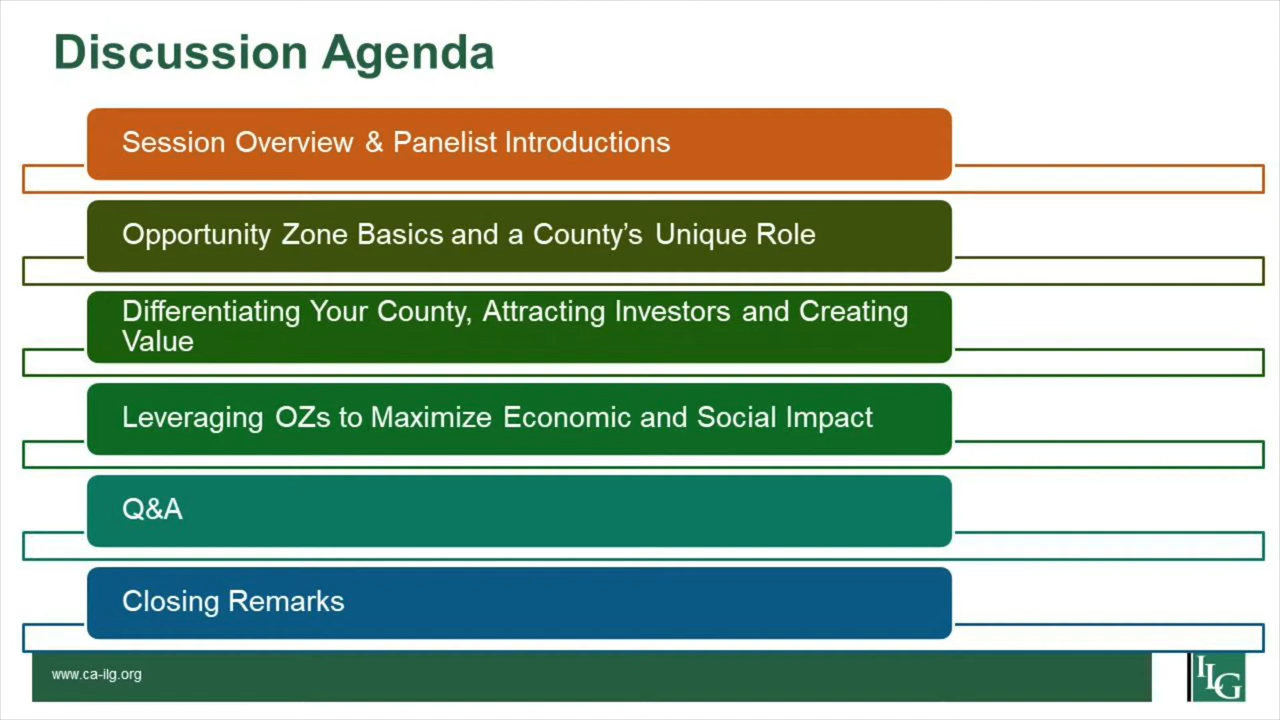 Discussion Agenda
Session Overview & Panelist Introductions
Opportunity Zone Basics and a County’s Unique Role
Differentiating Your County, Attracting Investors and Creating
Value
Leveraging OZs to Maximize Economic and Social Impact
Q&A
Closing Remarks
www.ca-ilg.org
ILG